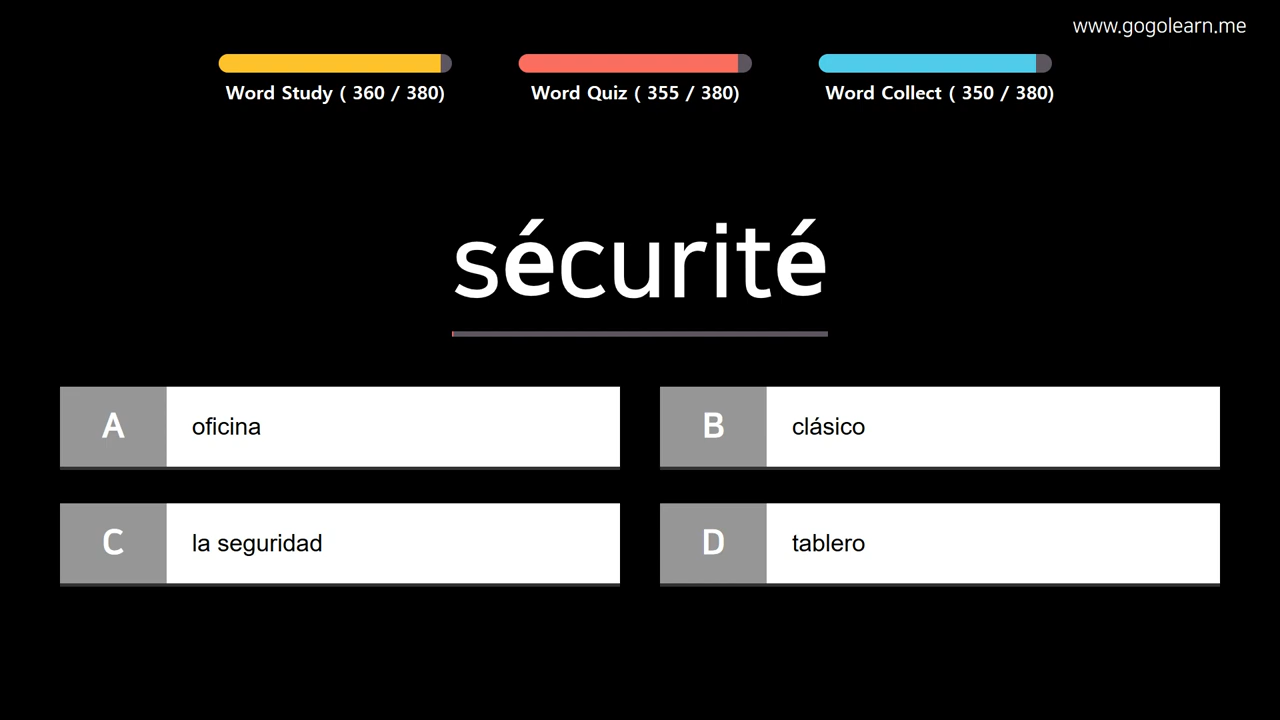 www.gogolearn.me
Word Study ( 360 / 380)
Word Quiz ( 355 / 380)
Word Collect ( 350 / 380)
sécurité
A
oficina
B
clásico
C
la seguridad
D
tablero